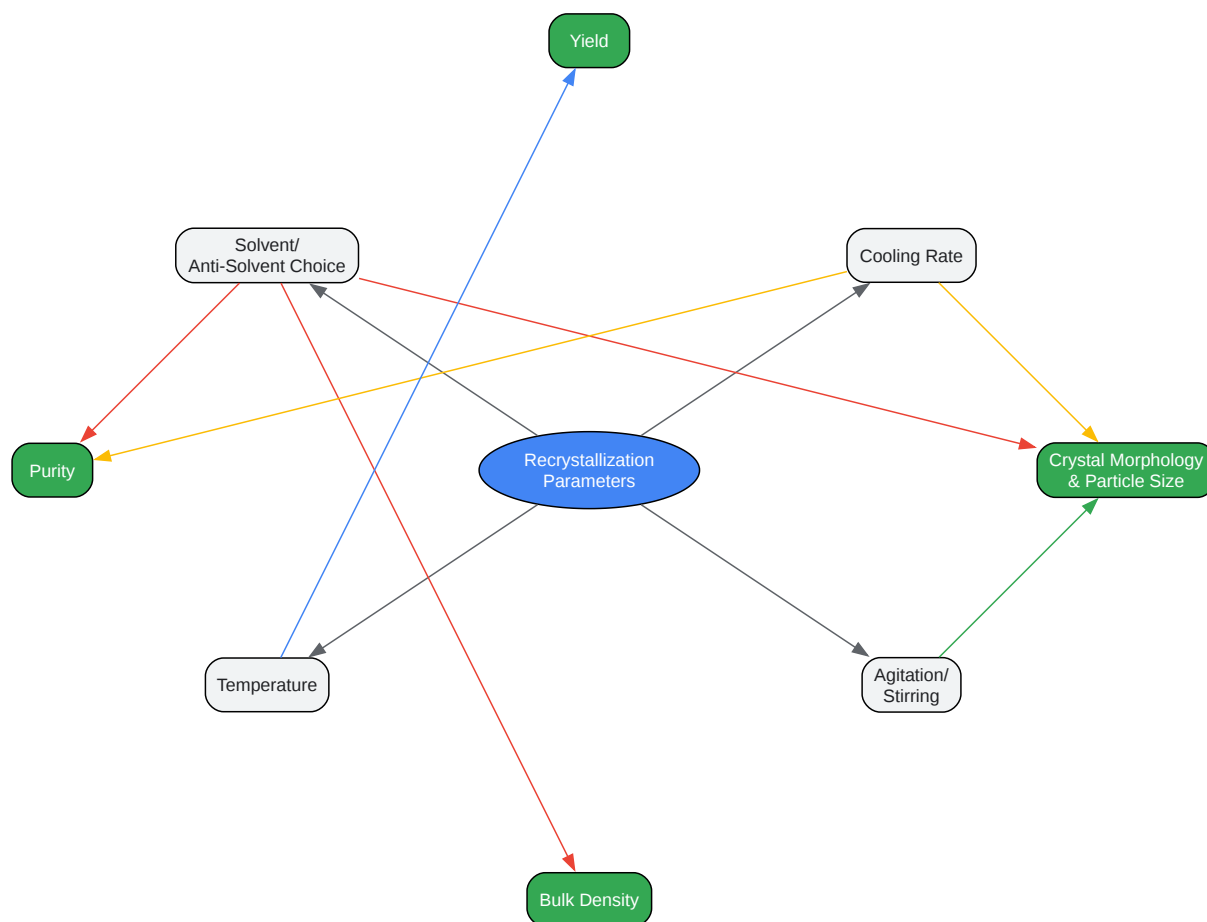 Yield
Solvent/
Anti-Solvent Choice
Cooling Rate
Purity
Recrystallization
Parameters
Crystal Morphology
& Particle Size
Temperature
Agitation/
Stirring
Bulk Density